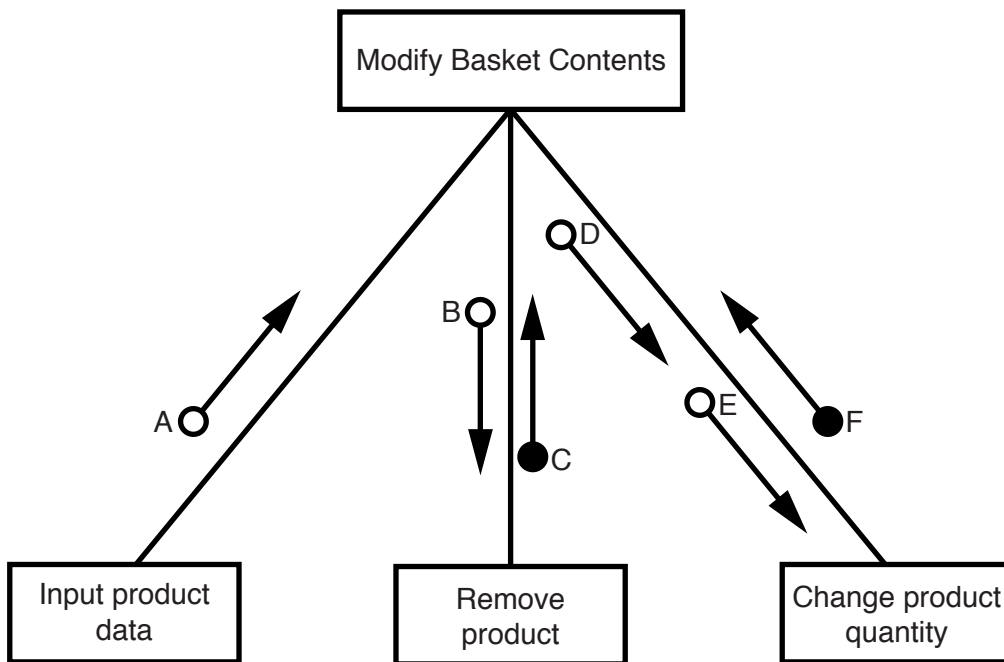 Modify Basket Contents
D
B
A
E
F
C
Input product
data
Remove
product
Change product
quantity